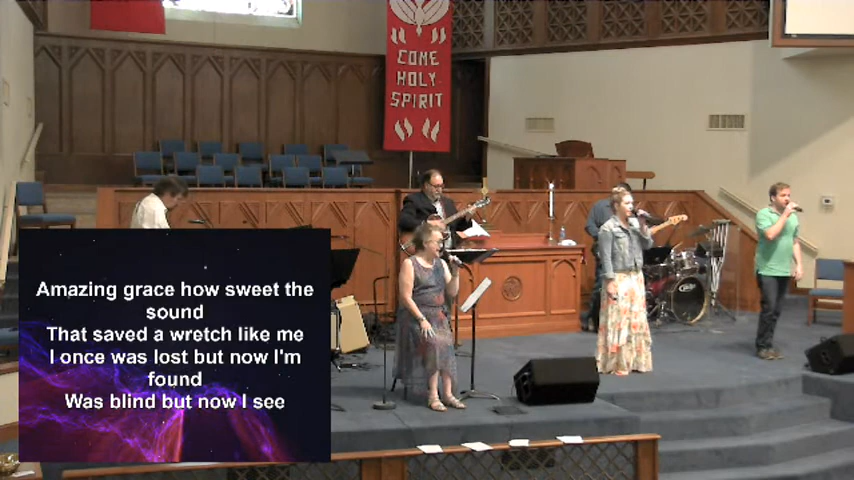 COME
HOLY
SPIRIT
Amazing grace how sweet the
sound
That saved a wretch like me
I once was lost but now I'm
found
Was blind but now I see